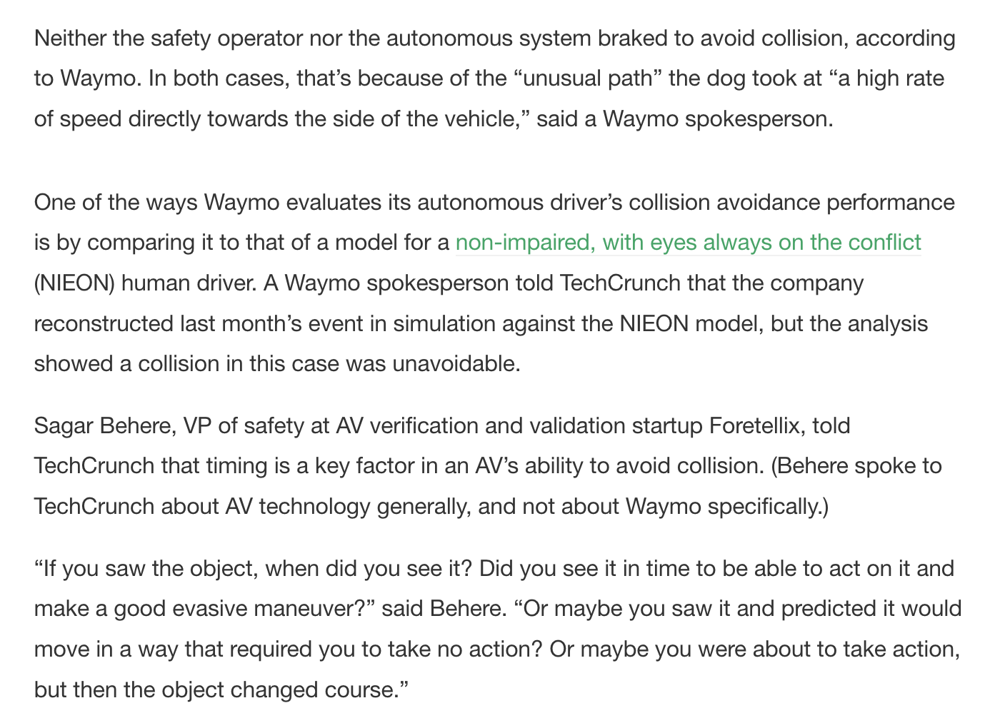 Neither the safety operator nor the autonomous system braked to avoid collision, according
to Waymo. In both cases, that’s because of the “unusual path” the dog took at “a high rate
of speed directly towards the side of the vehicle,” said a Waymo spokesperson.
One of the ways Waymo evaluates its autonomous driver’s collision avoidance performance
is by comparing it to that of a model for a non-impaired, with eyes always on the conflict
(NIEON) human driver. A Waymo spokesperson told TechCrunch that the company
reconstructed last month’s event in simulation against the NIEON model, but the analysis
showed a collision in this case was unavoidable.
Sagar Behere, VP of safety at AV verification and validation startup Foretellix, told
TechCrunch that timing is a key factor in an AV’s ability to avoid collision. (Behere spoke to
TechCrunch about AV technology generally, and not about Waymo specifically.)
“If you saw the object, when did you see it? Did you see it in time to be able to act on it and
make a good evasive maneuver?” said Behere. “Or maybe you saw it and predicted it would
move in a way that required you to take no action? Or maybe you were about to take action,
but then the object changed course.”